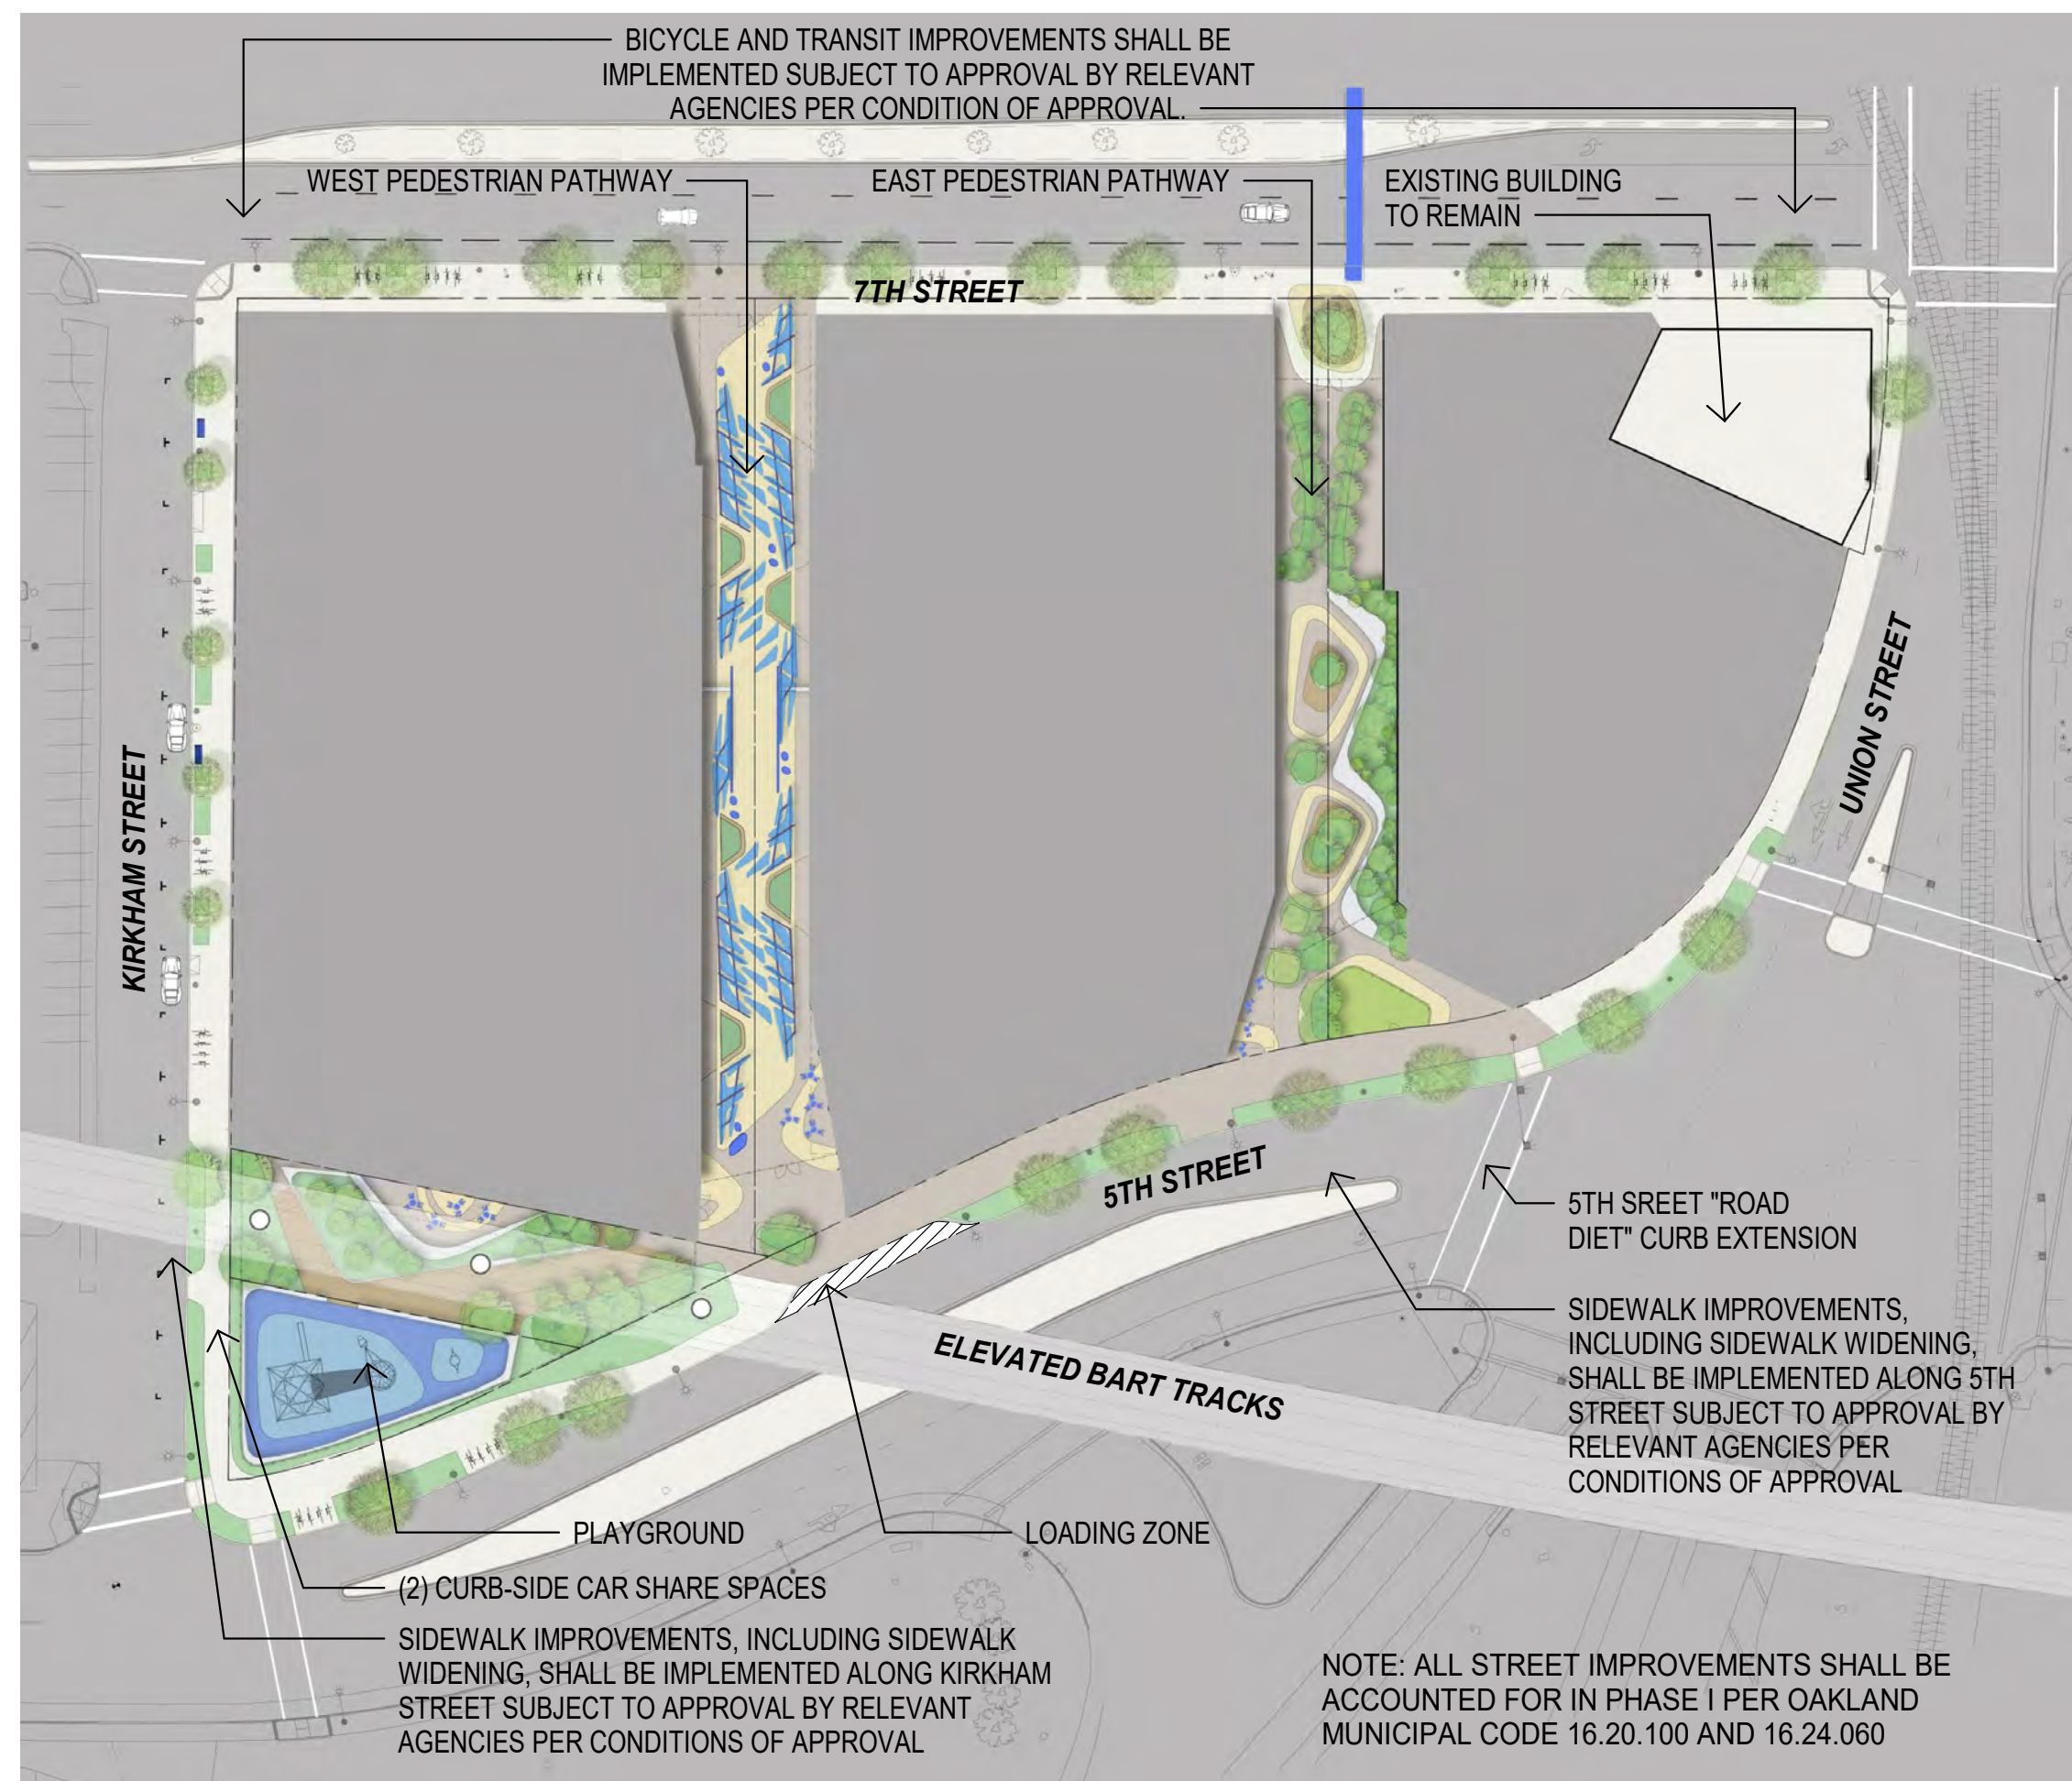 BICYCLE AND TRANSIT IMPROVEMENTS SHALL BE
IMPLEMENTED SUBJECT TO APPROVAL BY RELEVANT
AGENCIES PER CONDITION OF APPROVAL.
WEST PEDESTRIAN PATHWAY
EAST PEDESTRIAN PATHWAY
EXISTING BUILDING
TO REMAIN
7TH STREET
KIRKHAM STREET
UNION STREET
5TH STREET
5TH SREET "ROAD
DIET" CURB EXTENSION
ELEVATED BART TRACKS
SIDEWALK IMPROVEMENTS,
INCLUDING SIDEWALK WIDENING,
SHALL BE IMPLEMENTED ALONG 5TH
STREET SUBJECT TO APPROVAL BY
RELEVANT AGENCIES PER
CONDITIONS OF APPROVAL
PLAYGROUND
LOADING ZONE
(2) CURB-SIDE CAR SHARE SPACES
SIDEWALK IMPROVEMENTS, INCLUDING SIDEWALK
WIDENING, SHALL BE IMPLEMENTED ALONG KIRKHAM
STREET SUBJECT TO APPROVAL BY RELEVANT
AGENCIES PER CONDITIONS OF APPROVAL
NOTE: ALL STREET IMPROVEMENTS SHALL BE
ACCOUNTED FOR IN PHASE I PER OAKLAND
MUNICIPAL CODE 16.20.100 AND 16.24.060